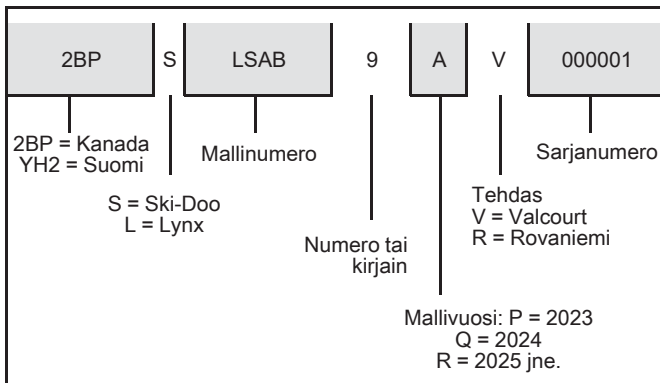 2BP S LSAB 9 A V 000001
2BP = Kanada
YH2 = Suomi
Mallinumero
Sarjanumero
S = Ski-Doo
L = Lynx
Tehdas
V = Valcourt
R = Rovaniemi
Numero tai
kirjain
Mallivuosi: P = 2023
Q = 2024
R = 2025 jne.